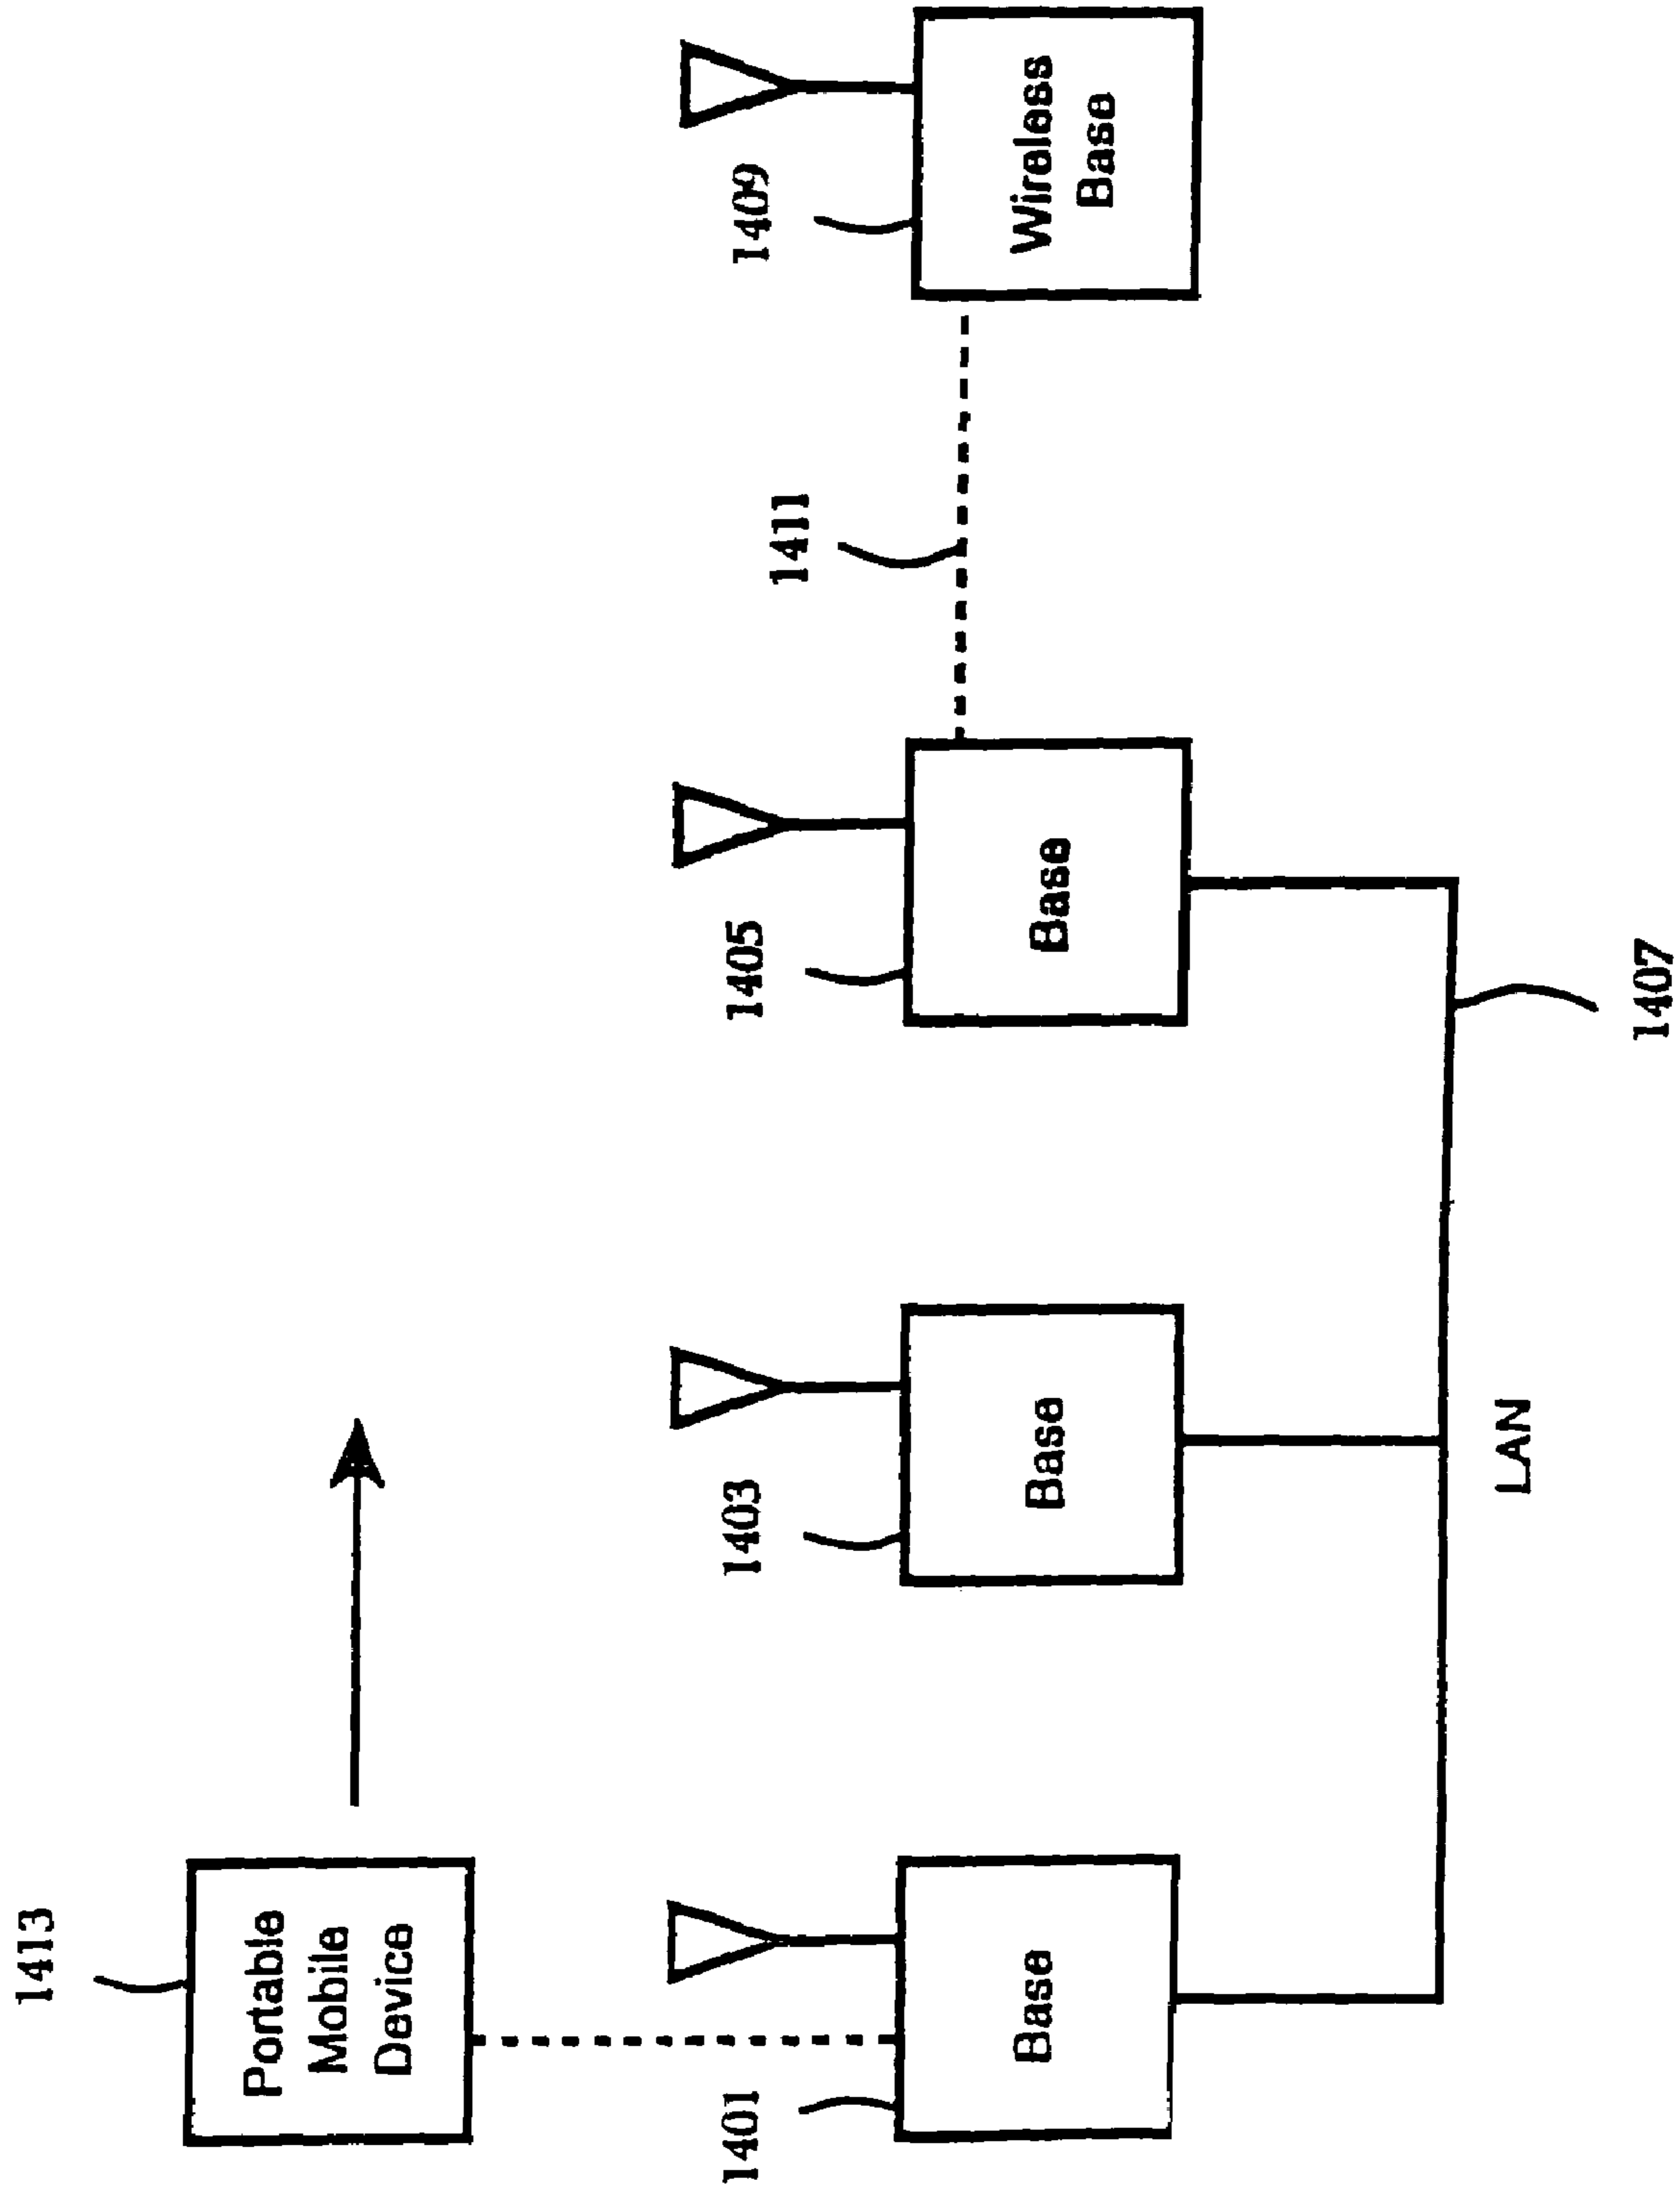 1413
Portable
Mobile
Device
1401
Base
1403
Base
1405
Base
1411
1409
Wireless
Base
LAN
1407